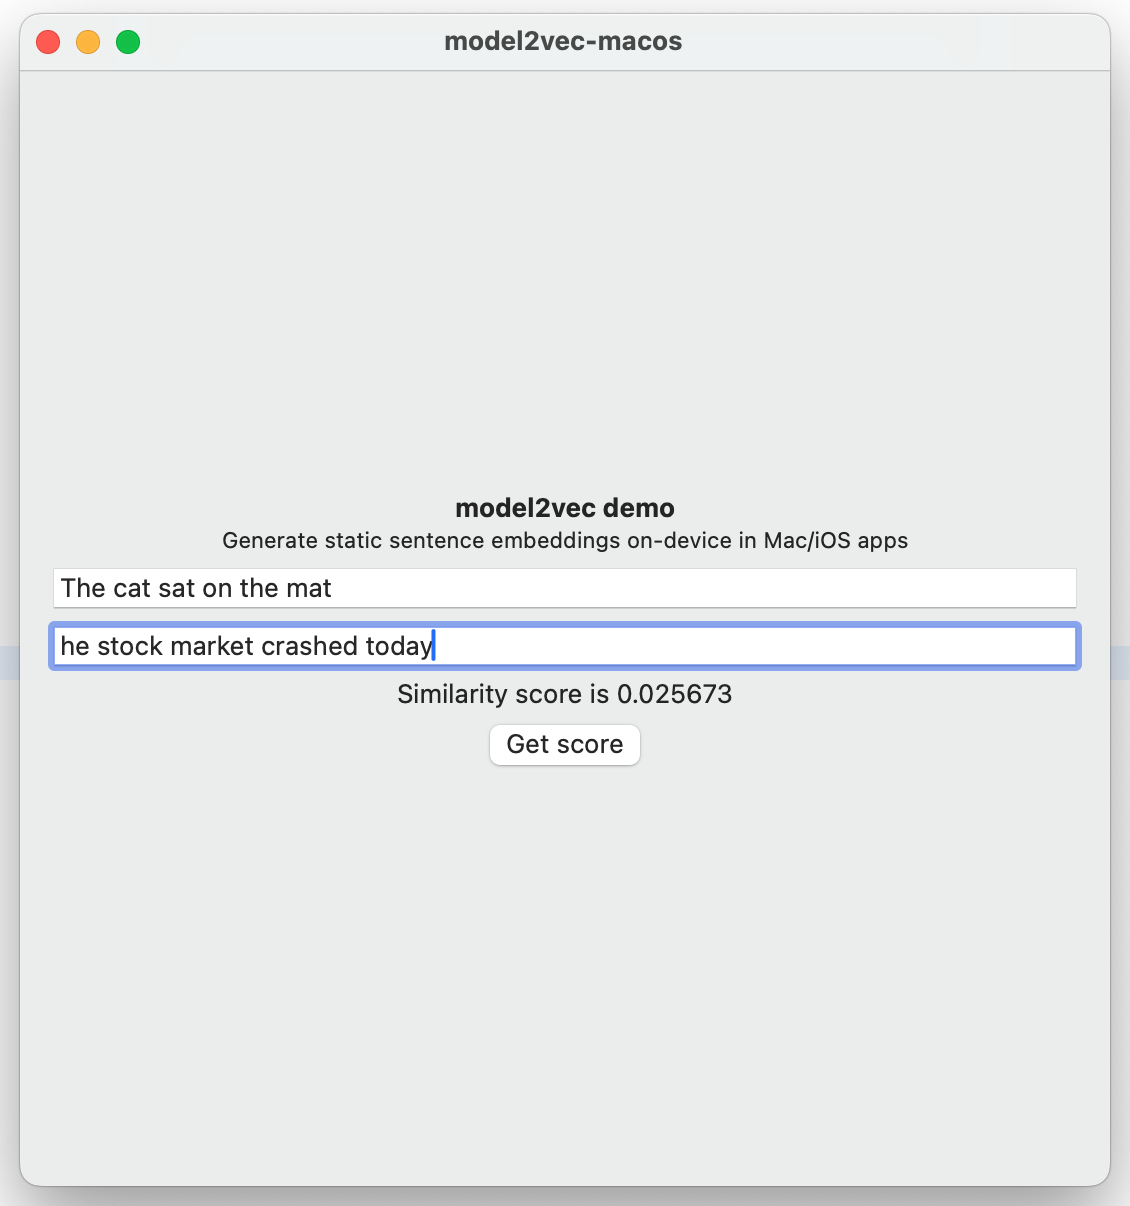 model2vec-macos
model2vec demo
Generate static sentence embeddings on-device in Mac/iOS apps
The cat sat on the mat
he stock market crashed today
Similarity score is 0.025673
Get score